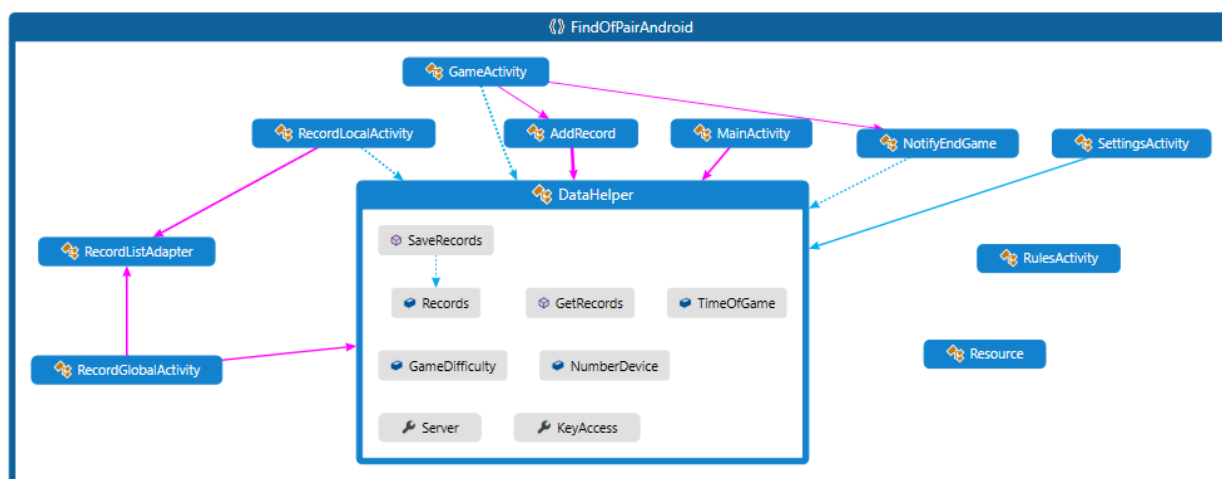 FindOfPairAndroid
GameActivity
RecordLocalActivity
AddRecord
MainActivity
NotifyEndGame
SettingsActivity
DataHelper
SaveRecords
RecordListAdapter
RulesActivity
Records
GetRecords
TimeOfGame
Resource
RecordGlobalActivity
GameDifficulty
NumberDevice
Server
KeyAccess